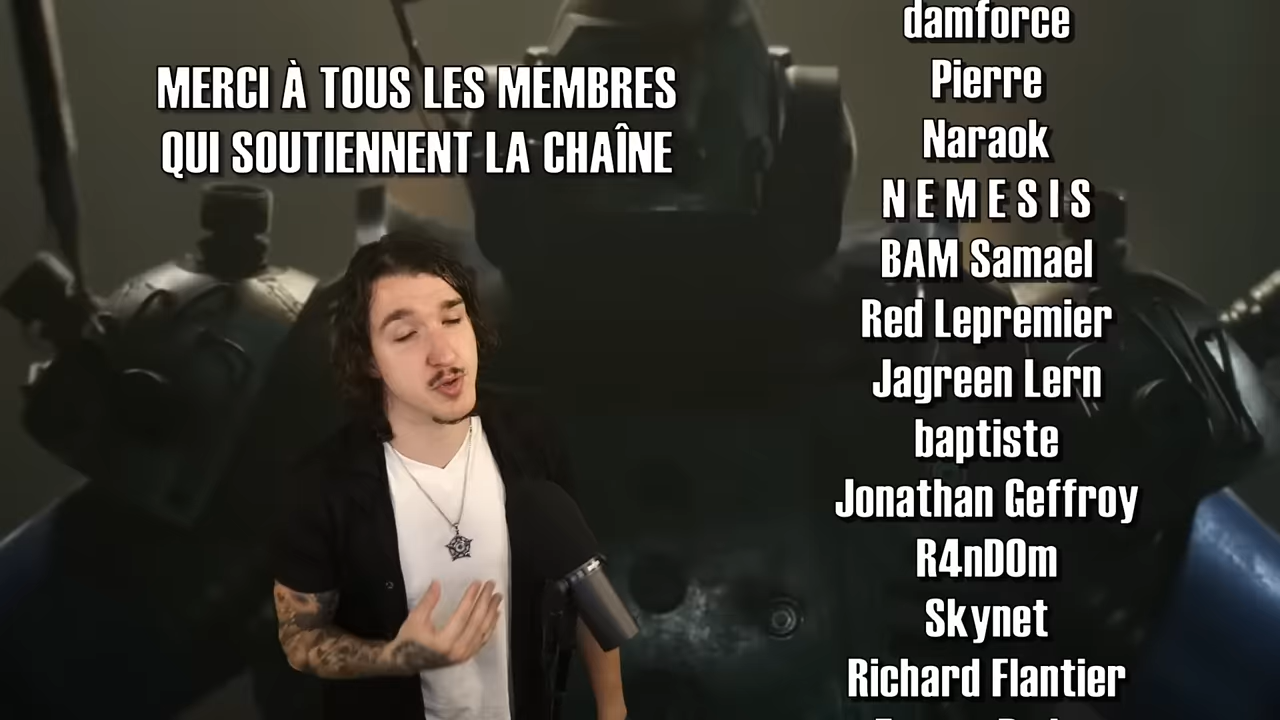 MERCI À TOUS LES MEMBRES
QUI SOUTIENNENT LA CHAÎNE
damforce
Pierre
Naraok
N E M E S I S
BAM Samael
Red Lepremier
Jagreen Lern
baptiste
Jonathan Geffroy
R4nD0m
Skynet
Richard Flantier